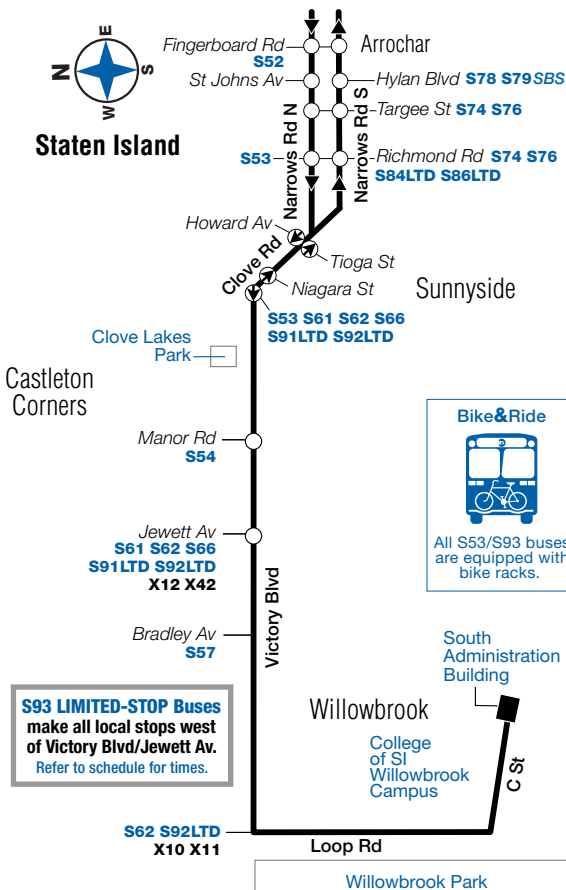 N
E
S
W
Staten Island
Fingerboard Rd
S52
Arrochar
St Johns Av
Hylan Blvd S78 S79SBS
Targee St S74 S76
S53
Richmond Rd S74 S76
S84LTD S86LTD
Narrows Rd N
Narrows Rd S
Howard Av
Clove Rd
Tioga St
Niagara St
Sunnyside
S53 S61 S62 S66
S91LTD S92LTD
Clove Lakes
Park
Castleton
Corners
Manor Rd
S54
Bike&Ride
All S53/S93 buses
are equipped with
bike racks.
Jewett Av
S61 S62 S66
S91LTD S92LTD
X12 X42
Victory Blvd
Bradley Av
S57
South
Administration
Building
S93 LIMITED-STOP Buses
make all local stops west
of Victory Blvd/Jewett Av.
Refer to schedule for times.
Willowbrook
College
of SI
Willowbrook
Campus
C St
S62 S92LTD
X10 X11
Loop Rd
Willowbrook Park